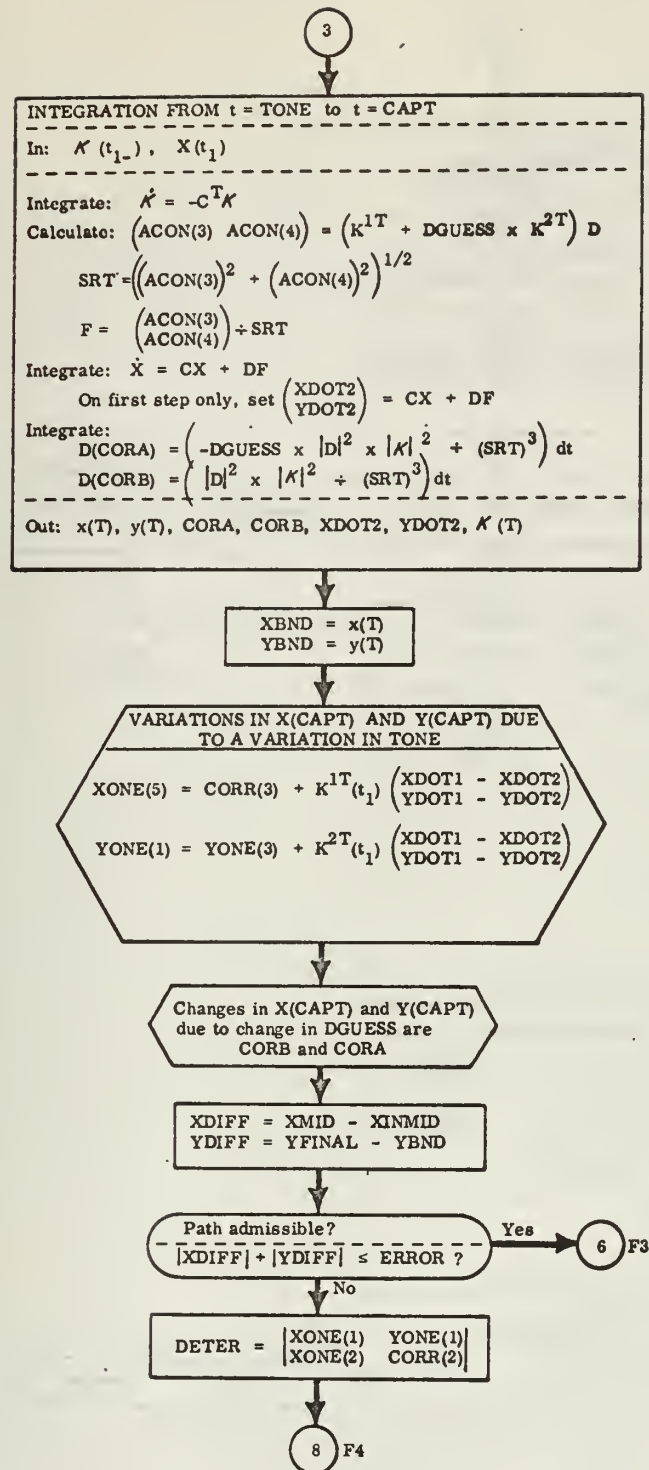 3
INTEGRATION FROM t = TONE to t = CAPT
In: K (t₁₋) , X(t₁)
Integrate: K̇ = -CᵀK
Calculate: (ACON(3) ACON(4)) = (K¹ᵀ + DGUESS x K²ᵀ) D
SRT = ((ACON(3))² + (ACON(4))²)^1/2
F = (ACON(3) ACON(4)) ÷ SRT
Integrate: Ẋ = CX + DF
On first step only, set (XDOT2 YDOT2) = CX + DF
Integrate:
D(CORA) = (-DGUESS x |D|² x |K|² ÷ (SRT)³) dt
D(CORB) = (|D|² x |K|² ÷ (SRT)³) dt
Out: x(T), y(T), CORA, CORB, XDOT2, YDOT2, K (T)
XBND = x(T)
YBND = y(T)
VARIATIONS IN X(CAPT) AND Y(CAPT) DUE
TO A VARIATION IN TONE
XONE(5) = CORR(3) + K¹ᵀ(t₁) (XDOT1 - XDOT2
YDOT1 - YDOT2)
YONE(1) = YONE(3) + K²ᵀ(t₁) (XDOT1 - XDOT2
YDOT1 - YDOT2)
Changes in X(CAPT) and Y(CAPT)
due to change in DGUESS are
CORB and CORA
XDIFF = XMID - XINMID
YDIFF = YFINAL - YBND
Path admissible?
|XDIFF| + |YDIFF| ≤ ERROR ?
Yes
6 F3
No
DETER = |XONE(1) YONE(1)|
|XONE(2) CORR(2)|
8 F4